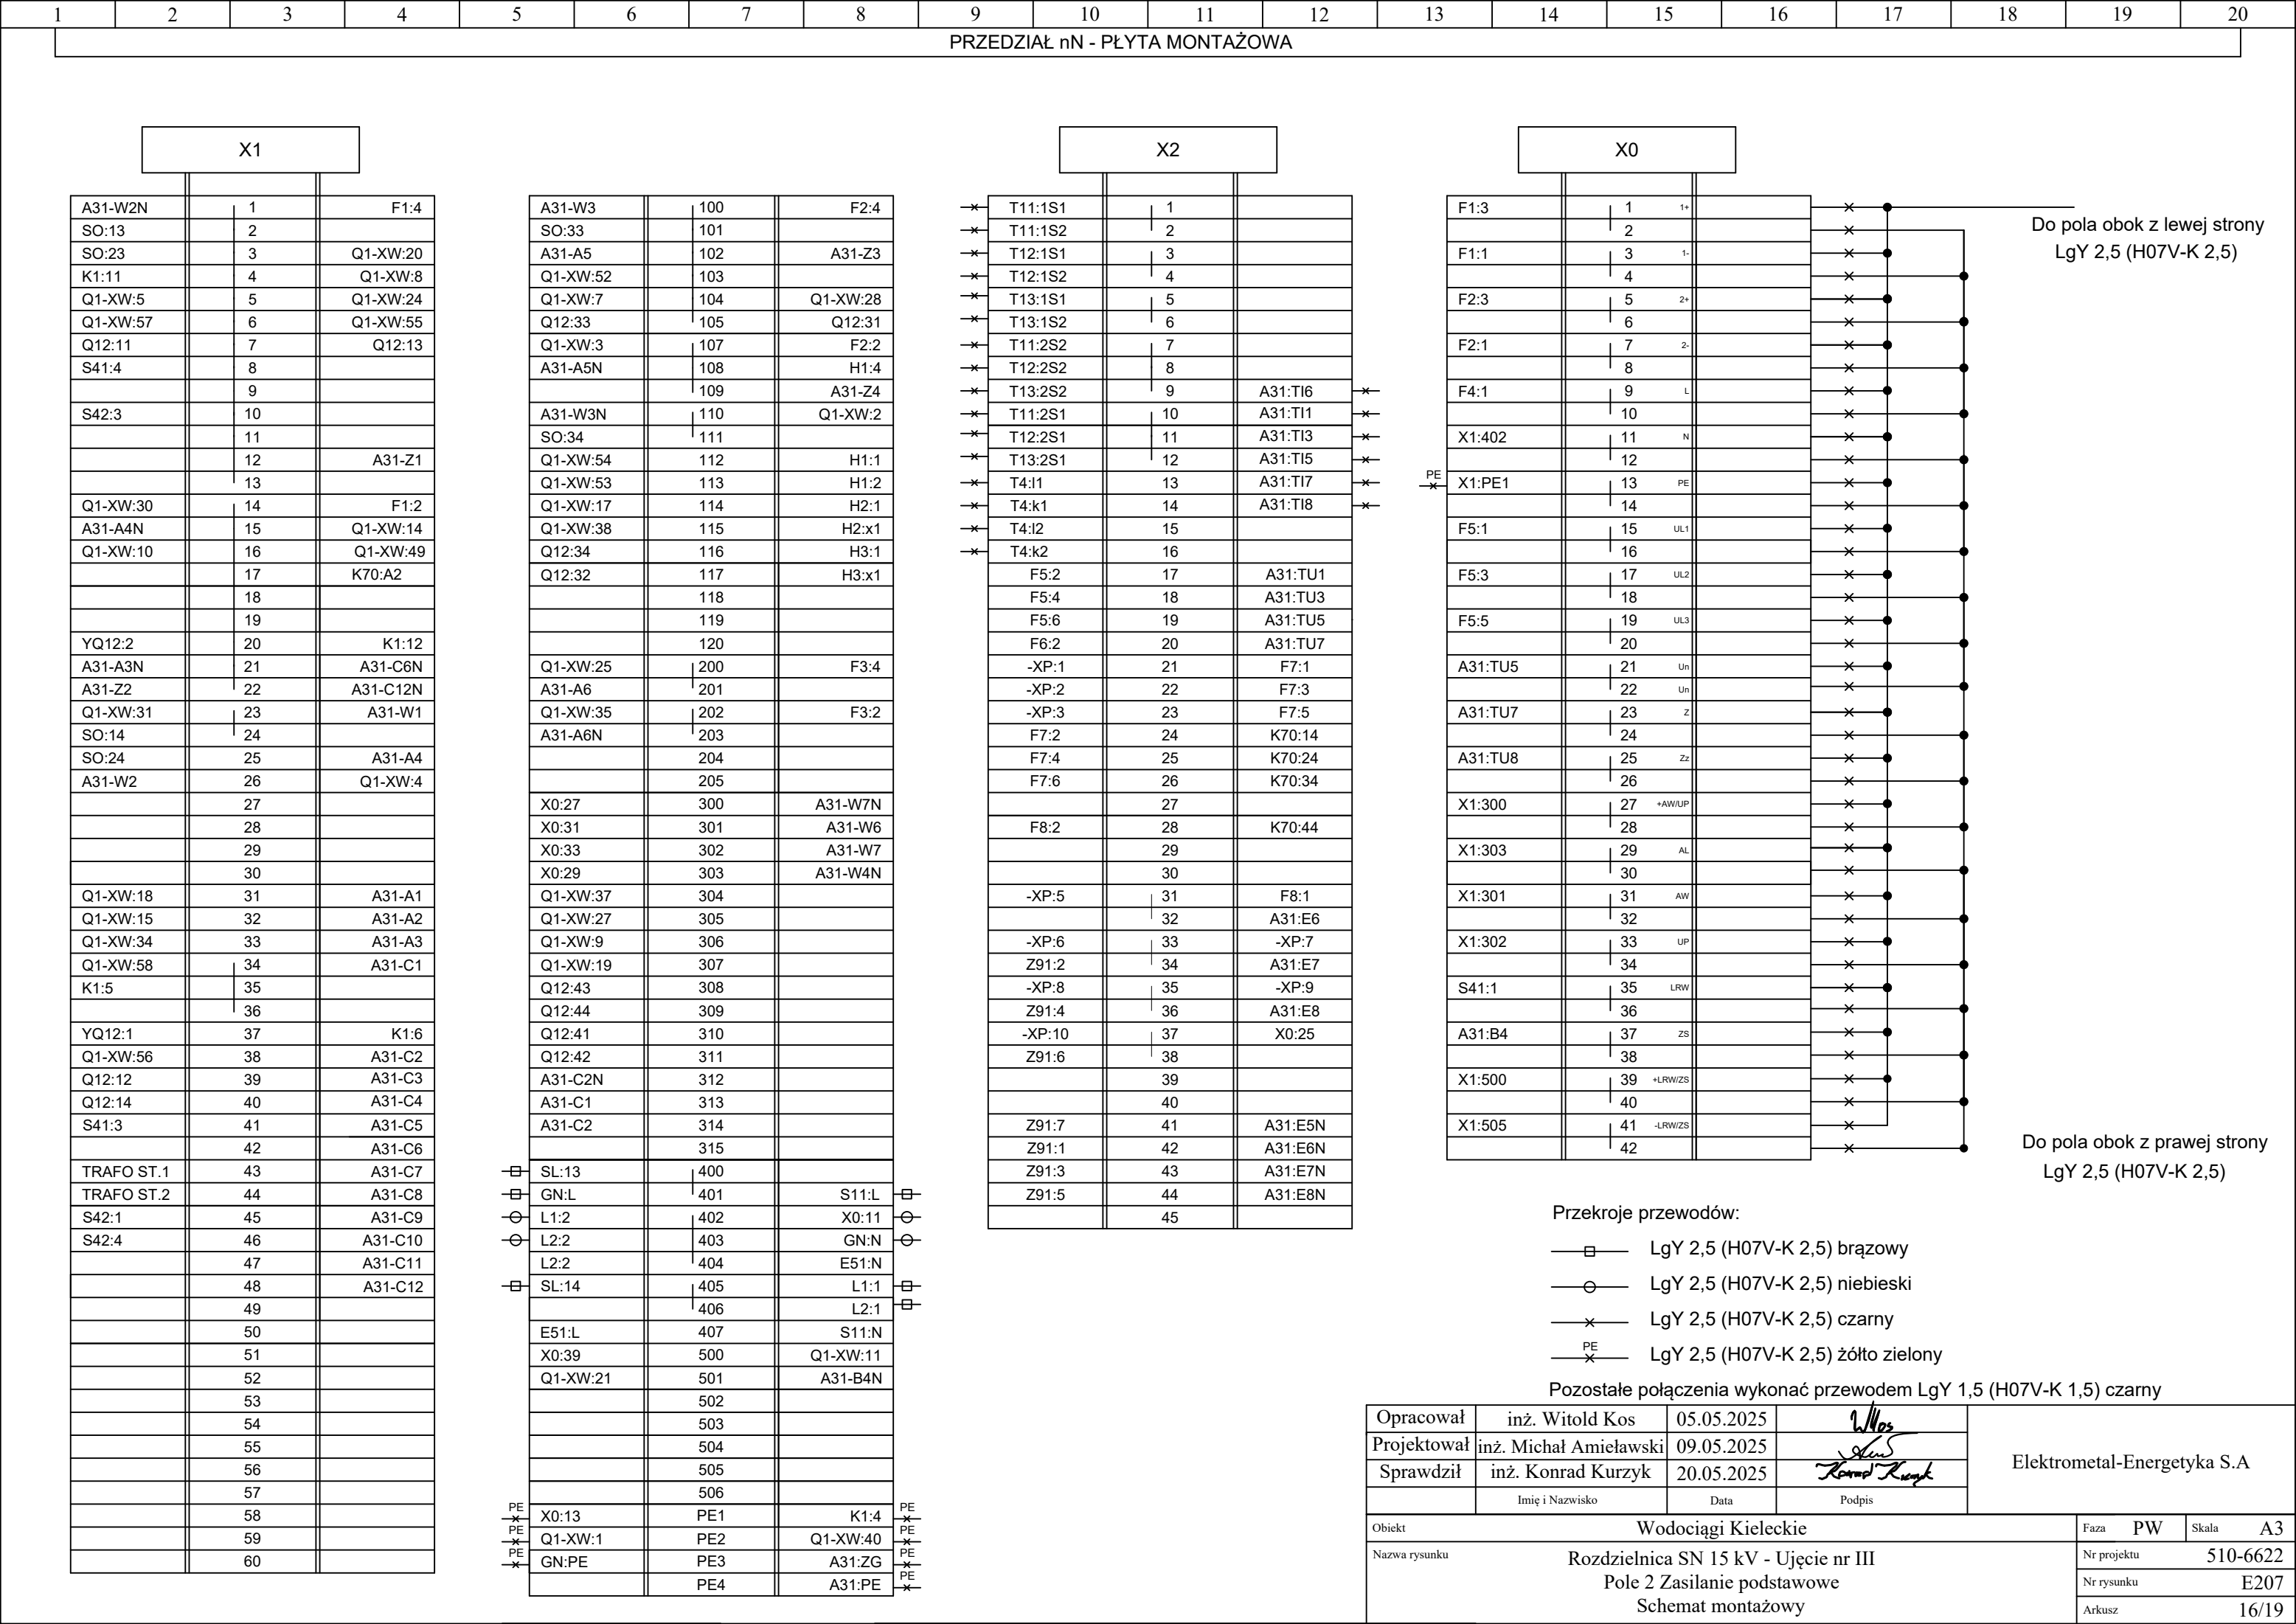 1 2 3 4 5 6 7 8 9 10 11 12 13 14 15 16 17 18 19 20
PRZEDZIAŁ nN - PŁYTA MONTAŻOWA
X1
A31-W2N 1 F1:4
SO:13 2
SO:23 3 Q1-XW:20
K1:11 4 Q1-XW:8
Q1-XW:5 5 Q1-XW:24
Q1-XW:57 6 Q1-XW:55
Q12:11 7 Q12:13
S41:4 8
9
S42:3 10
11
12 A31-Z1
13
Q1-XW:30 14 F1:2
A31-A4N 15 Q1-XW:14
Q1-XW:10 16 Q1-XW:49
17 K70:A2
18
19
YQ12:2 20 K1:12
A31-A3N 21 A31-C6N
A31-Z2 22 A31-C12N
Q1-XW:31 23 A31-W1
SO:14 24
SO:24 25 A31-A4
A31-W2 26 Q1-XW:4
27
28
29
30
Q1-XW:18 31 A31-A1
Q1-XW:15 32 A31-A2
Q1-XW:34 33 A31-A3
Q1-XW:58 34 A31-C1
K1:5 35
36
YQ12:1 37 K1:6
Q1-XW:56 38 A31-C2
Q12:12 39 A31-C3
Q12:14 40 A31-C4
S41:3 41 A31-C5
42 A31-C6
TRAFO ST.1 43 A31-C7
TRAFO ST.2 44 A31-C8
S42:1 45 A31-C9
S42:4 46 A31-C10
47 A31-C11
48 A31-C12
49
50
51
52
53
54
55
56
57
58
59
60
A31-W3 100 F2:4
SO:33 101
A31-A5 102 A31-Z3
Q1-XW:52 103
Q1-XW:7 104 Q1-XW:28
Q12:33 105 Q12:31
Q1-XW:3 107 F2:2
A31-A5N 108 H1:4
109 A31-Z4
A31-W3N 110 Q1-XW:2
SO:34 111
Q1-XW:54 112 H1:1
Q1-XW:53 113 H1:2
Q1-XW:17 114 H2:1
Q1-XW:38 115 H2:x1
Q12:34 116 H3:1
Q12:32 117 H3:x1
118
119
120
Q1-XW:25 200 F3:4
A31-A6 201
Q1-XW:35 202 F3:2
A31-A6N 203
204
205
X0:27 300 A31-W7N
X0:31 301 A31-W6
X0:33 302 A31-W7
X0:29 303 A31-W4N
Q1-XW:37 304
Q1-XW:27 305
Q1-XW:9 306
Q1-XW:19 307
Q12:43 308
Q12:44 309
Q12:41 310
Q12:42 311
A31-C2N 312
A31-C1 313
A31-C2 314
315
SL:13 400
GN:L 401 S11:L
L1:2 402 X0:11
L2:2 403 GN:N
L2:2 404 E51:N
SL:14 405 L1:1
406 L2:1
E51:L 407 S11:N
X0:39 500 Q1-XW:11
Q1-XW:21 501 A31-B4N
502
503
504
505
506
PE X0:13 PE1 K1:4 PE
PE Q1-XW:1 PE2 Q1-XW:40 PE
PE GN:PE PE3 A31:ZG PE
PE4 A31:PE PE
X2
T11:1S1 1
T11:1S2 2
T12:1S1 3
T12:1S2 4
T13:1S1 5
T13:1S2 6
T11:2S2 7
T12:2S2 8
T13:2S2 9 A31:TI6
T11:2S1 10 A31:TI1
T12:2S1 11 A31:TI3
T13:2S1 12 A31:TI5
T4:l1 13 A31:TI7
T4:k1 14 A31:TI8
T4:l2 15
T4:k2 16
F5:2 17 A31:TU1
F5:4 18 A31:TU3
F5:6 19 A31:TU5
F6:2 20 A31:TU7
-XP:1 21 F7:1
-XP:2 22 F7:3
-XP:3 23 F7:5
F7:2 24 K70:14
F7:4 25 K70:24
F7:6 26 K70:34
27
F8:2 28 K70:44
29
30
-XP:5 31 F8:1
32 A31:E6
-XP:6 33 -XP:7
Z91:2 34 A31:E7
-XP:8 35 -XP:9
Z91:4 36 A31:E8
-XP:10 37 X0:25
Z91:6 38
39
40
Z91:7 41 A31:E5N
Z91:1 42 A31:E6N
Z91:3 43 A31:E7N
Z91:5 44 A31:E8N
45
X0
F1:3 1 1+
2
F1:1 3 1-
4
F2:3 5 2+
6
F2:1 7 2-
8
F4:1 9 L
10
X1:402 11 N
12
PE X1:PE1 13 PE
14
F5:1 15 UL1
16
F5:3 17 UL2
18
F5:5 19 UL3
20
A31:TU5 21 Un
22 Un
A31:TU7 23 Z
24
A31:TU8 25 Zz
26
X1:300 27 +AW/UP
28
X1:303 29 AL
30
X1:301 31 AW
32
X1:302 33 UP
34
S41:1 35 LRW
36
A31:B4 37 ZS
38
X1:500 39 +LRW/ZS
40
X1:505 41 -LRW/ZS
42
Do pola obok z lewej strony
LgY 2,5 (H07V-K 2,5)
Do pola obok z prawej strony
LgY 2,5 (H07V-K 2,5)
Przekroje przewodów:
LgY 2,5 (H07V-K 2,5) brązowy
LgY 2,5 (H07V-K 2,5) niebieski
LgY 2,5 (H07V-K 2,5) czarny
PE LgY 2,5 (H07V-K 2,5) żółto zielony
Pozostałe połączenia wykonać przewodem LgY 1,5 (H07V-K 1,5) czarny
Opracował inż. Witold Kos 05.05.2025
Projektował inż. Michał Amieławski 09.05.2025
Sprawdził inż. Konrad Kurzyk 20.05.2025 Konrad Kurzyk
Imię i Nazwisko Data Podpis
Elektrometal-Energetyka S.A
Obiekt Wodociągi Kieleckie Faza PW Skala A3
Nazwa rysunku Rozdzielnica SN 15 kV - Ujęcie nr III
Pole 2 Zasilanie podstawowe
Schemat montażowy
Nr projektu 510-6622
Nr rysunku E207
Arkusz 16/19